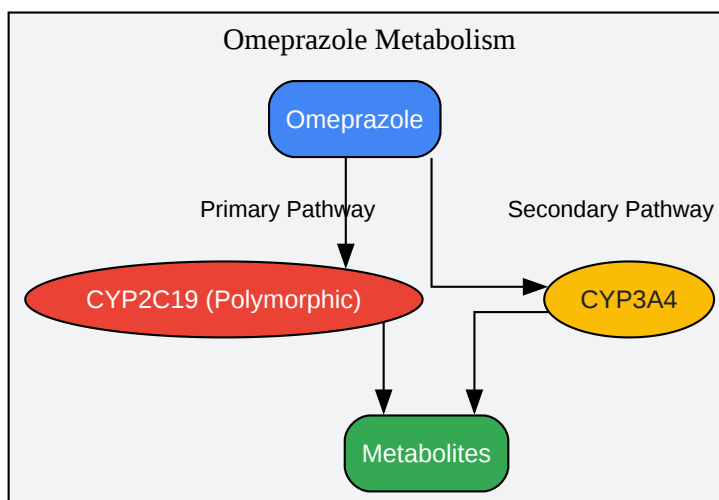 Omeprazole Metabolism
Omeprazole
Primary Pathway
Secondary Pathway
CYP2C19 (Polymorphic)
CYP3A4
Metabolites